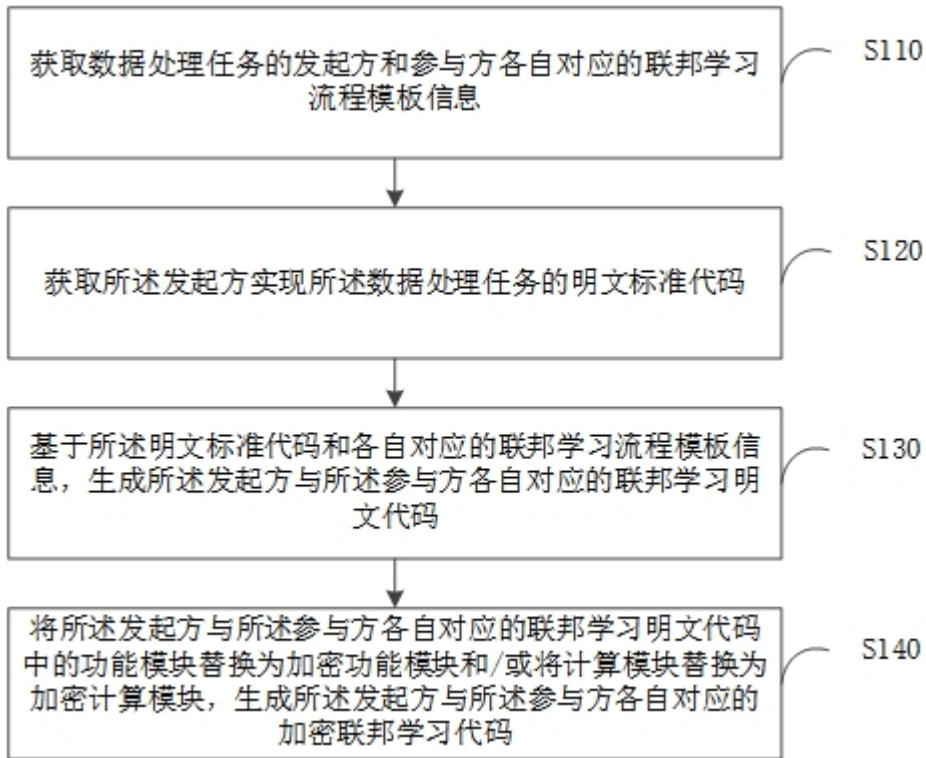 获取数据处理任务的发起方和参与方各自对应的联邦学习
流程模板信息
S110
获取所述发起方实现所述数据处理任务的明文标准代码
S120
基于所述明文标准代码和各自对应的联邦学习流程模板信
息，生成所述发起方与所述参与方各自对应的联邦学习明
文代码
S130
将所述发起方与所述参与方各自对应的联邦学习明文代码
中的功能模块替换为加密功能模块和/或将计算模块替换为
加密计算模块，生成所述发起方与所述参与方各自对应的
加密联邦学习代码
S140